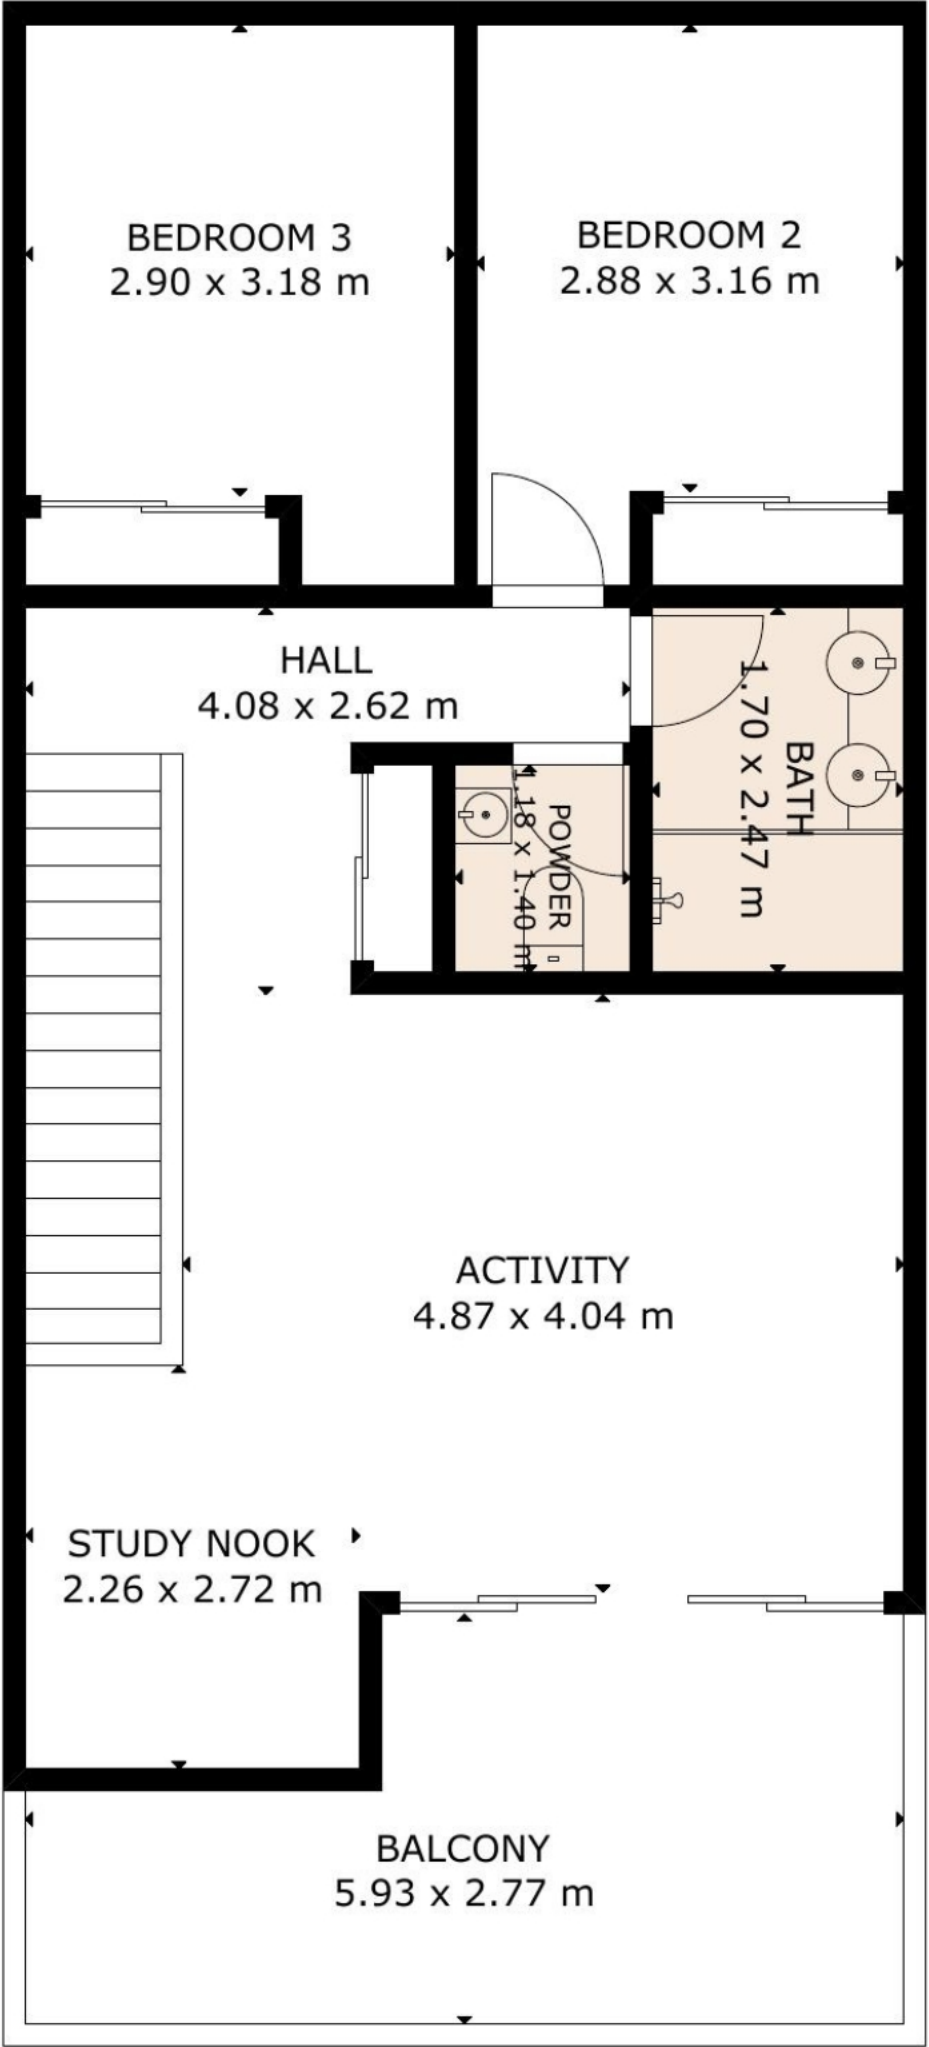 BEDROOM 3
2.90 x 3.18 m
BEDROOM 2
2.88 x 3.16 m
HALL
4.08 x 2.62 m
BATH
1.70 x 2.47 m
POWDER
1.18 x 1.40 m
ACTIVITY
4.87 x 4.04 m
STUDY NOOK
2.26 x 2.72 m
BALCONY
5.93 x 2.77 m